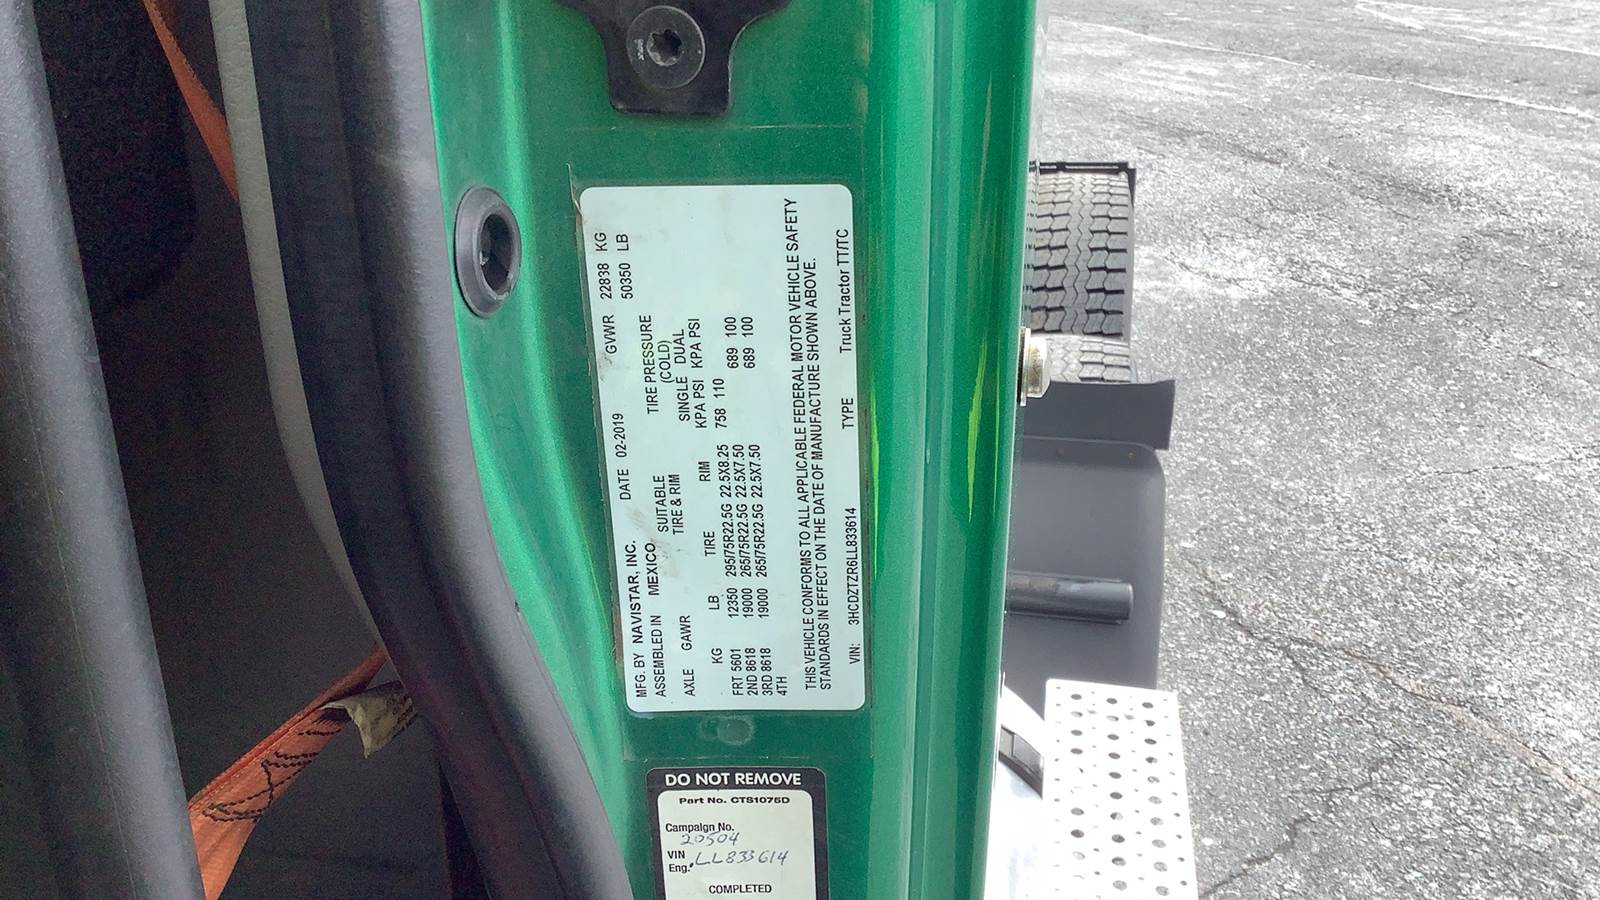 GVWR 22838 KG
DATE 02-2019 50350 LB
MFG. BY NAVISTAR, INC.
ASSEMBLED IN MEXICO
SUITABLE
TIRE & RIM
TIRE PRESSURE
(COLD)
SINGLE DUAL
AXLE GAWR
KG LB TIRE RIM KPA PSI KPA PSI
FRT 5601 12350 295/75R22.5G 22.5X8.25 758 110
2ND 8618 19000 265/75R22.5G 22.5X7.50 689 100
3RD 8618 19000 265/75R22.5G 22.5X7.50 689 100
4TH
THIS VEHICLE CONFORMS TO ALL APPLICABLE FEDERAL MOTOR VEHICLE SAFETY
STANDARDS IN EFFECT ON THE DATE OF MANUFACTURE SHOWN ABOVE.
VIN: 3HCDZTZR6LL833614 TYPE Truck Tractor TT/TC
DO NOT REMOVE
Part No. CTS1075D
Campaign No.
20504
VIN
Eng. LL833614
COMPLETED